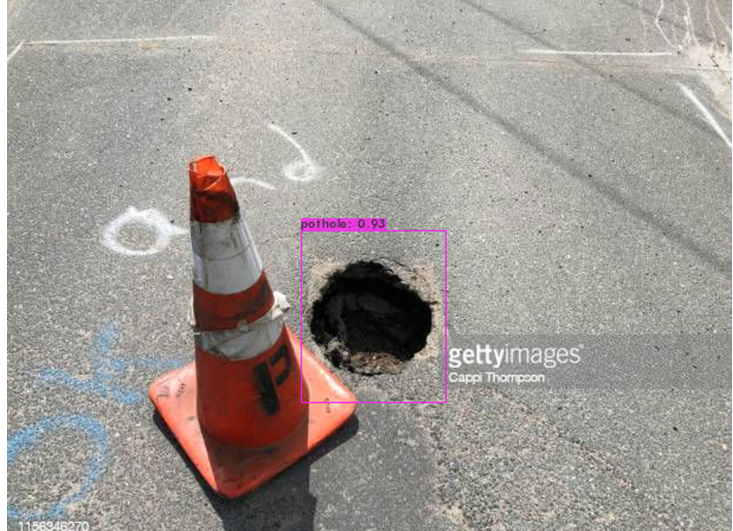 pothole: 0.93
gettyimages®
Cappi Thompson
1156346270